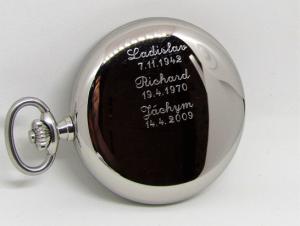 Ladislav
7.11.1942
Richard
19.4.1970
Jáchym
14.4.2009